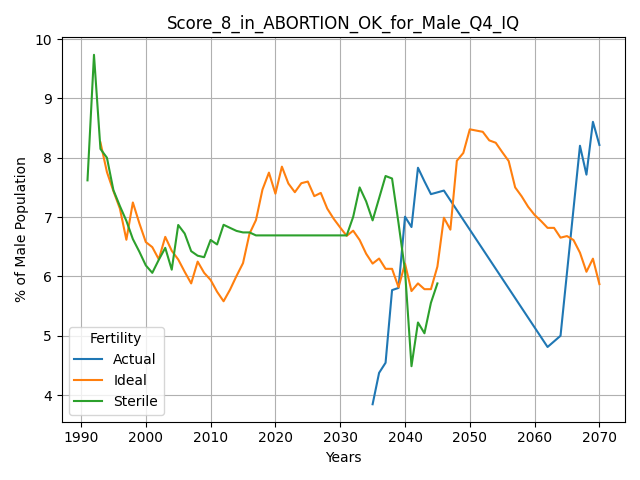 Score_8_in_ABORTION_OK_for_Male_Q4_IQ
% of Male Population
10
9
8
7
6
5
4
Fertility
Actual
Ideal
Sterile
1990 2000 2010 2020 2030 2040 2050 2060 2070
Years